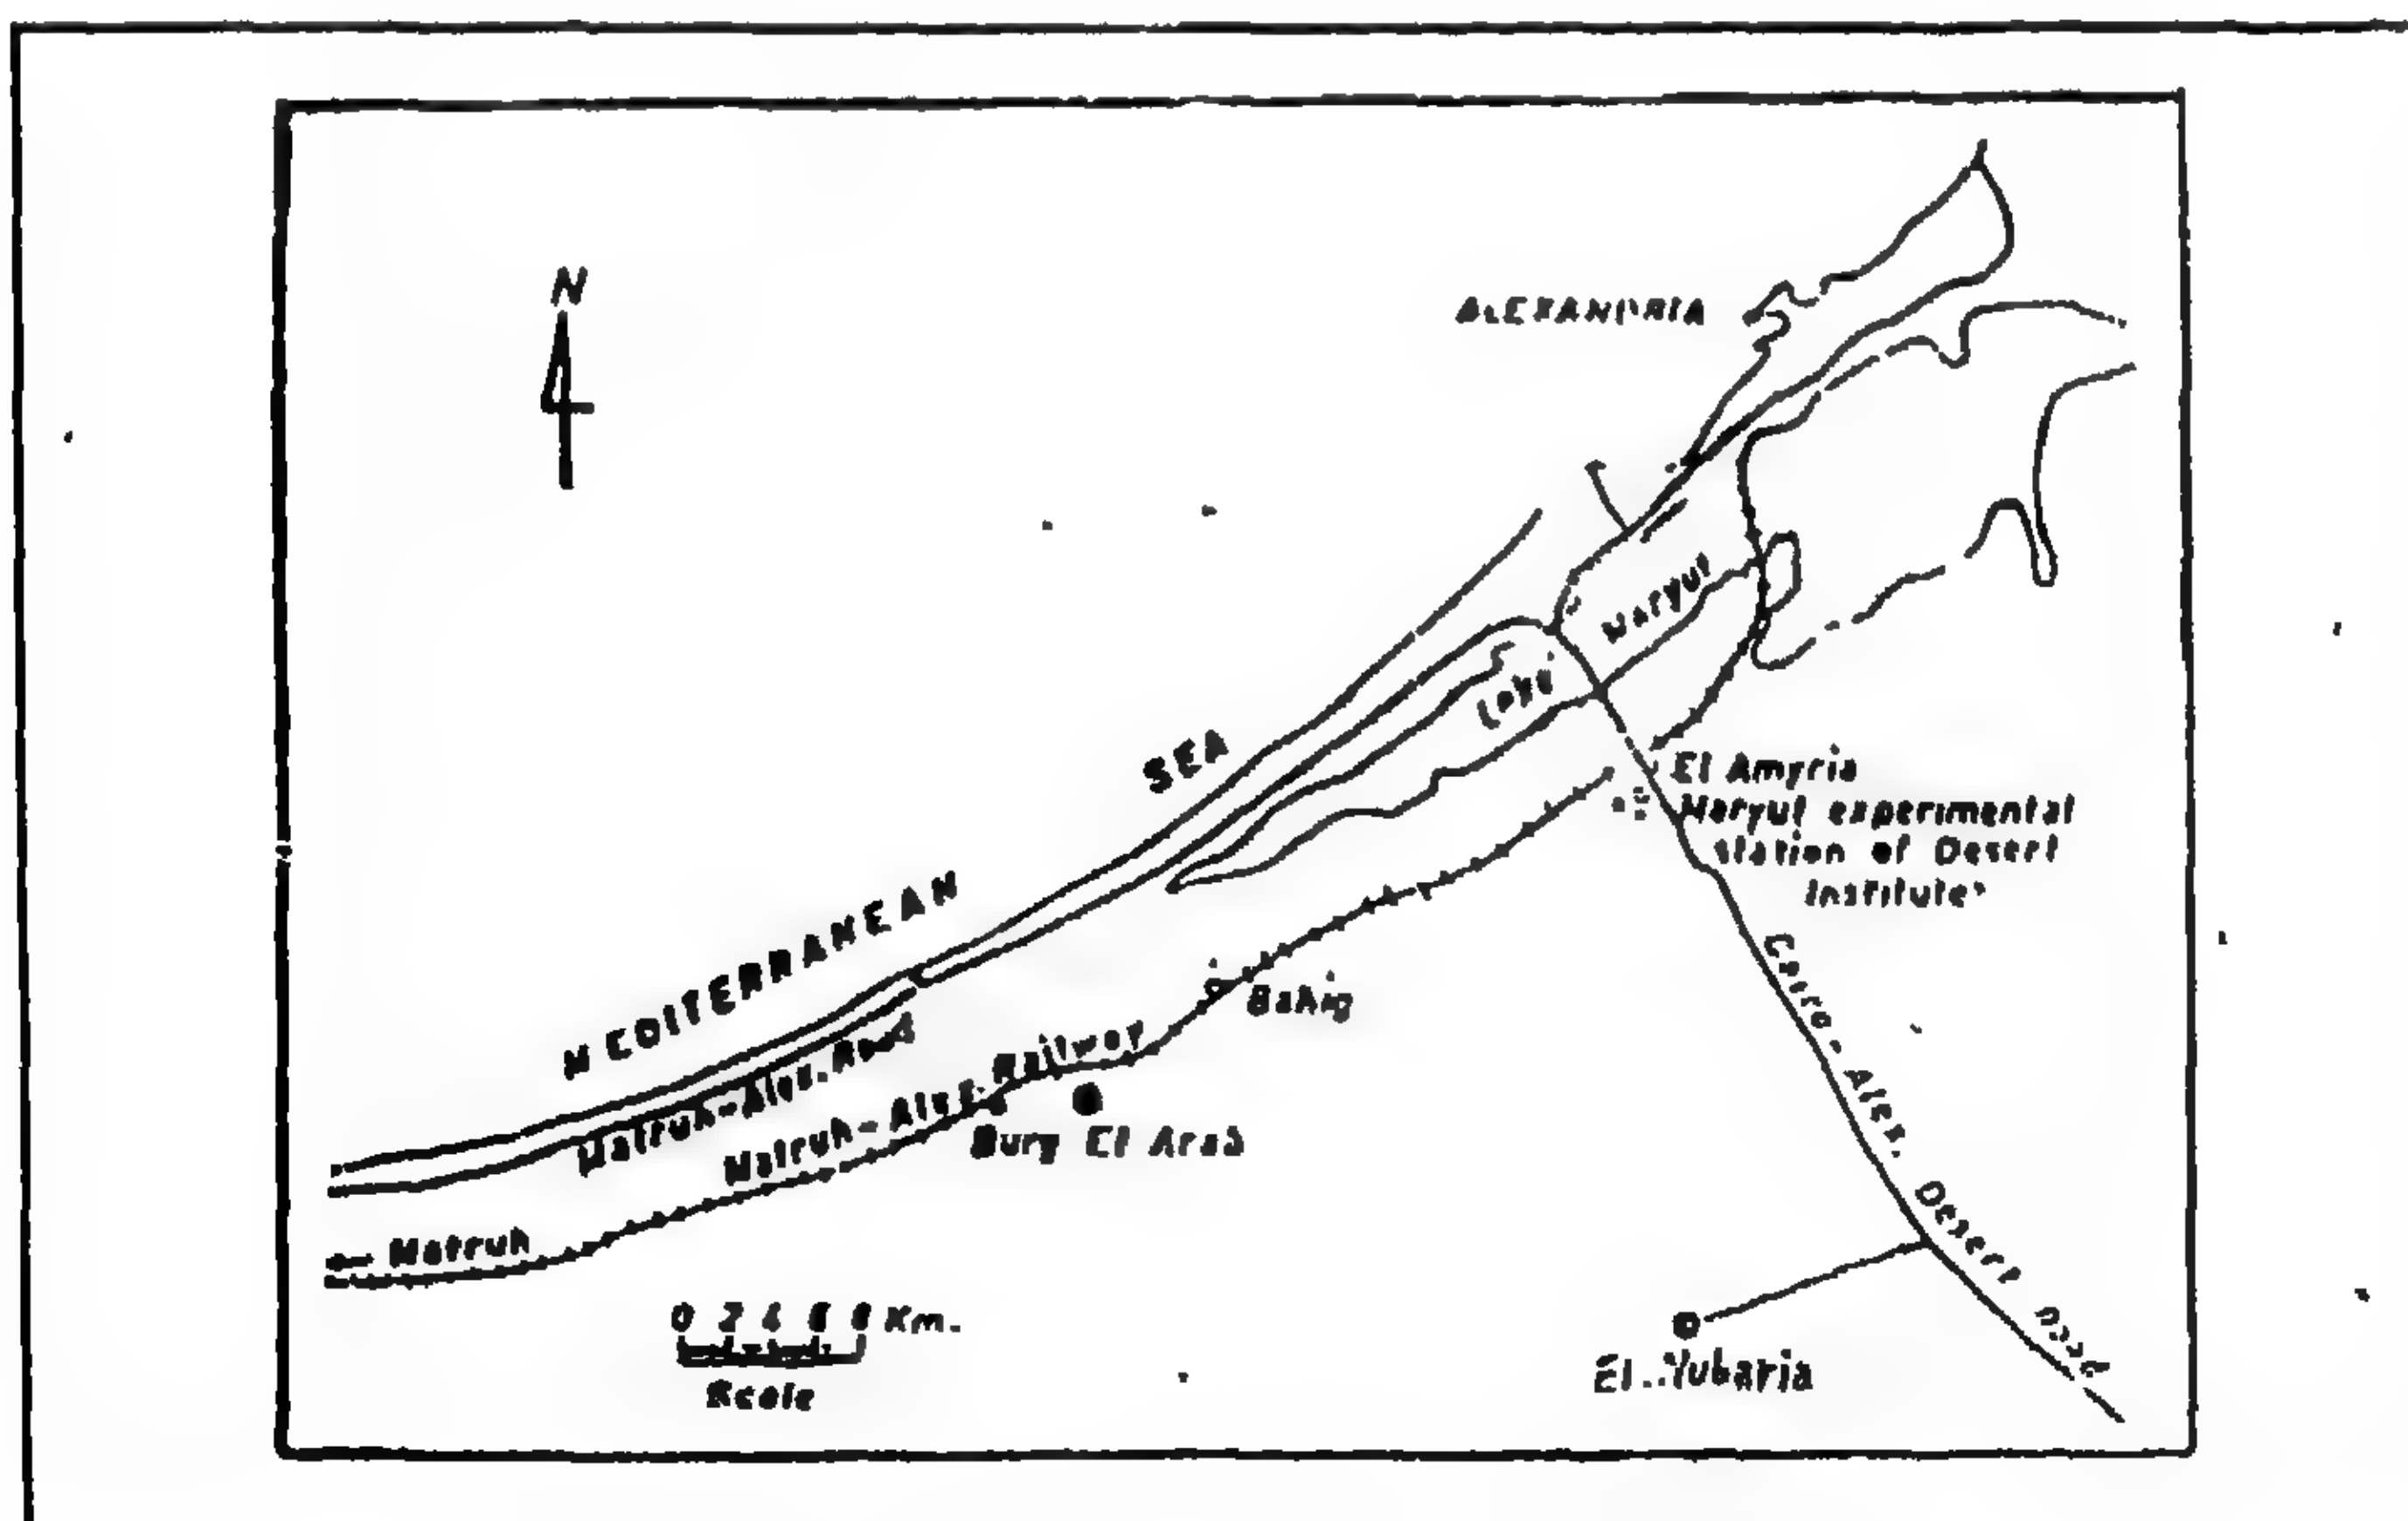 N
ALEXANDRIA
MEDITERRANEAN SEA
Lake Maryut
El Amyria
Maryut experimental
station of Desert
Institute
Bahig
Matruh-Alex. Road
Matruh-Alex. Railway
Burg El Arab
Cairo-Alex. Desert Road
Matruh
0 2 4 6 8 Km.
Scale
El